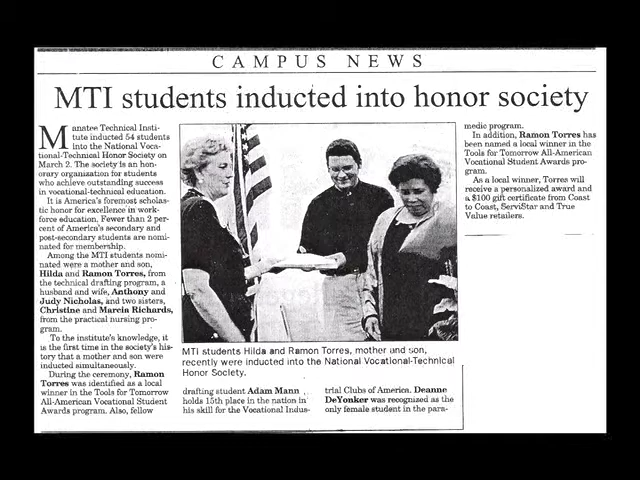 CAMPUS NEWS
MTI students inducted into honor society
Manatee Technical Insti-
tute inducted 54 students
into the National Voca-
tional-Technical Honor Society on
March 2. The society is an hon-
orary organization for students
who achieve outstanding success
in vocational-technical education.
It is America's foremost scholas-
tic honor for excellence in work-
force education. Fewer than 2 per-
cent of America's secondary and
post-secondary students are nomi-
nated for membership.
Among the MTI students nomi-
nated were a mother and son,
Hilda and Ramon Torres, from
the technical drafting program, a
husband and wife, Anthony and
Judy Nicholas, and two sisters,
Christine and Marcia Richards,
from the practical nursing pro-
gram.
To the institute's knowledge, it
is the first time in the society's his-
tory that a mother and son were
inducted simultaneously.
During the ceremony, Ramon
Torres was identified as a local
winner in the Tools for Tomorrow
All-American Vocational Student
Awards program. Also, fellow
MTI students Hilda and Ramon Torres, mother and son,
recently were inducted into the National Vocational-Technical
Honor Society.
drafting student Adam Mann
holds 15th place in the nation in
his skill for the Vocational Indus-
trial Clubs of America. Deanne
DeYonker was recognized as the
only female student in the para-
medic program.
In addition, Ramon Torres has
been named a local winner in the
Tools for Tomorrow All-American
Vocational Student Awards pro-
gram.
As a local winner, Torres will
receive a personalized award and
a $100 gift certificate from Coast
to Coast, ServiStar and True
Value retailers.